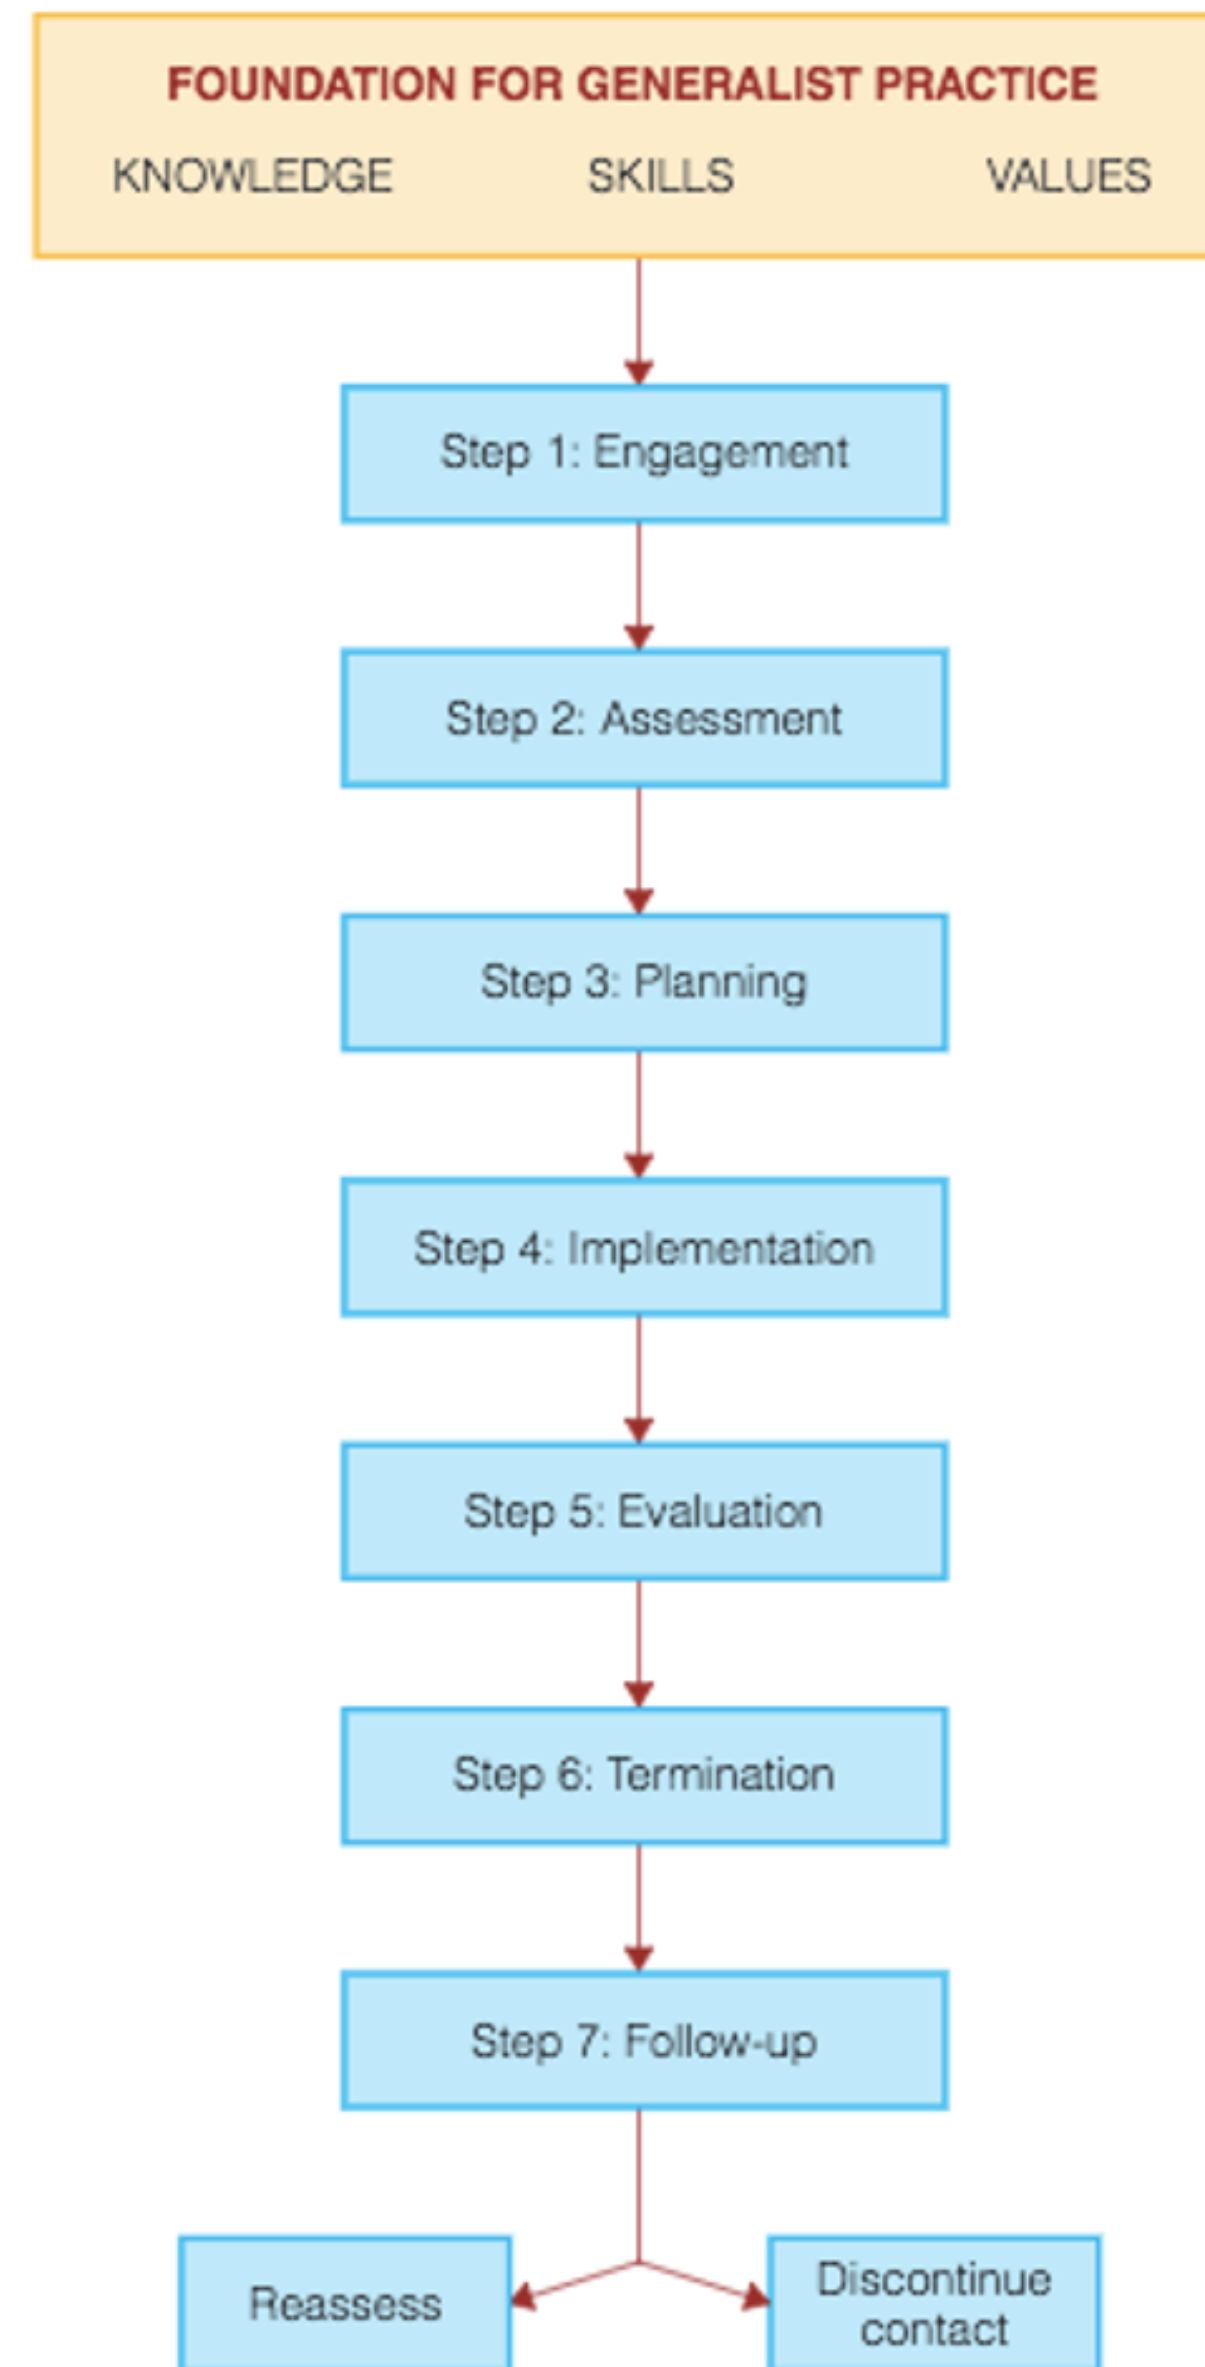 FOUNDATION FOR GENERALIST PRACTICE
KNOWLEDGE SKILLS VALUES
Step 1: Engagement
Step 2: Assessment
Step 3: Planning
Step 4: Implementation
Step 5: Evaluation
Step 6: Termination
Step 7: Follow-up
Reassess
Discontinue
contact